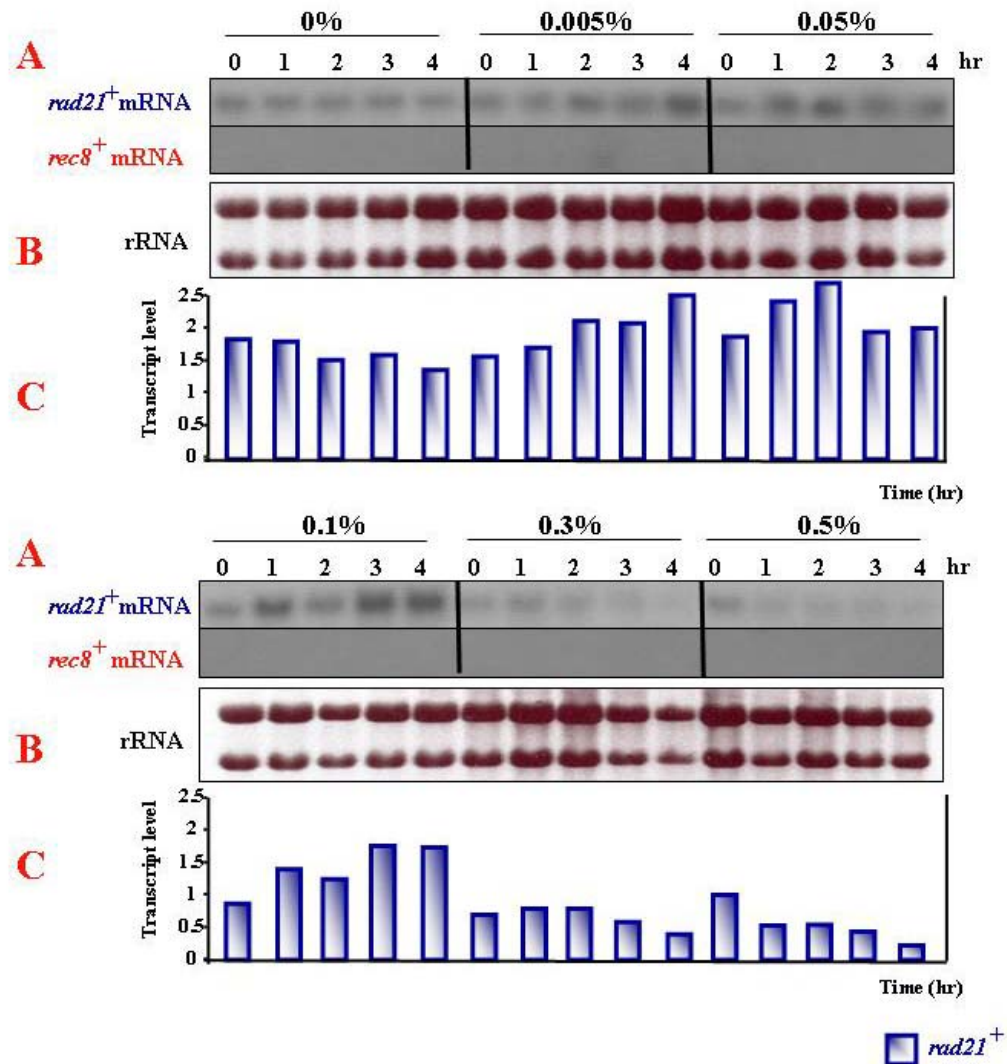 0% 0.005% 0.05%
A 0 1 2 3 4 0 1 2 3 4 0 1 2 3 4 hr
rad21+ mRNA
rec8+ mRNA
B rRNA
C Transcript level
2.5
2
1.5
1
0.5
0
Time (hr)
0.1% 0.3% 0.5%
A 0 1 2 3 4 0 1 2 3 4 0 1 2 3 4 hr
rad21+ mRNA
rec8+ mRNA
B rRNA
C Transcript level
2.5
2
1.5
1
0.5
0
Time (hr)
rad21+